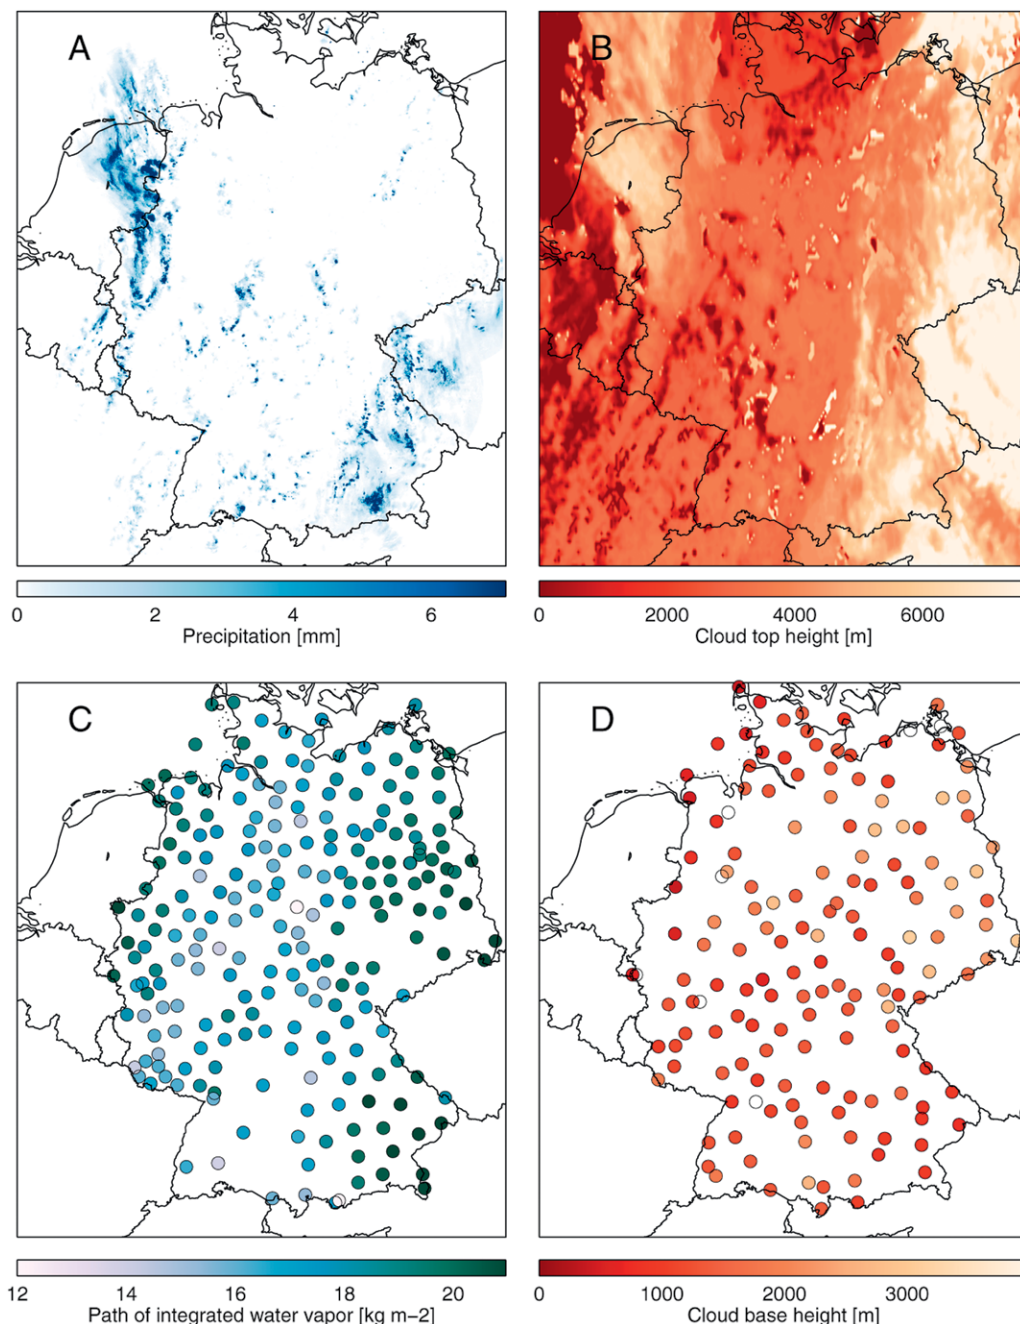 A
B
0 2 4 6
Precipitation [mm]
0 2000 4000 6000
Cloud top height [m]
C
D
12 14 16 18 20
Path of integrated water vapor [kg m−2]
0 1000 2000 3000
Cloud base height [m]